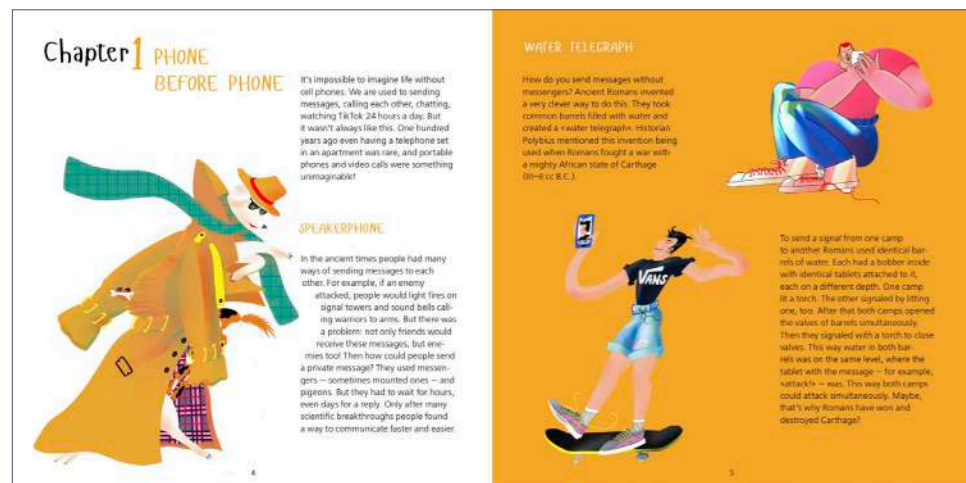 Chapter 1 PHONE
BEFORE PHONE
It's impossible to imagine life without
cell phones. We are used to sending
messages, calling each other, chatting,
watching TikTok 24 hours a day. But
it wasn't always like this. One hundred
years ago even having a telephone set
in an apartment was rare, and portable
phones and video calls were something
unimaginable!
SPEAKERPHONE
In the ancient times people had many
ways of sending messages to each
other. For example, if an enemy
attacked, people would light fires on
signal towers and sound bells call-
ing warriors to arms. But there was
a problem: not only friends would
receive these messages, but ene-
mies too! Then how could people send
a private message? They used messen-
gers – sometimes mounted ones – and
pigeons. But they had to wait for hours,
even days for a reply. Only after many
scientific breakthroughs people found
a way to communicate faster and easier.
4
WATER TELEGRAPH
How do you send messages without
messengers? Ancient Romans invented
a very clever way to do this. They took
common barrels filled with water and
created a «water telegraph». Historian
Polybius mentioned this invention being
used when Romans fought a war with
a mighty African state of Carthage
(III–II cc B.C.).
VANS
To send a signal from one camp
to another Romans used identical bar-
rels of water. Each had a bobber inside
with identical tablets attached to it,
each on a different depth. One camp
lit a torch. The other signaled by litting
one, too. After that both camps opened
the valves of barrels simultaneously.
Then they signaled with a torch to close
valves. This way water in both bar-
rels was on the same level, where the
tablet with the message – for example,
«attack!» – was. This way both camps
could attack simultaneously. Maybe,
that's why Romans have won and
destroyed Carthage?
5